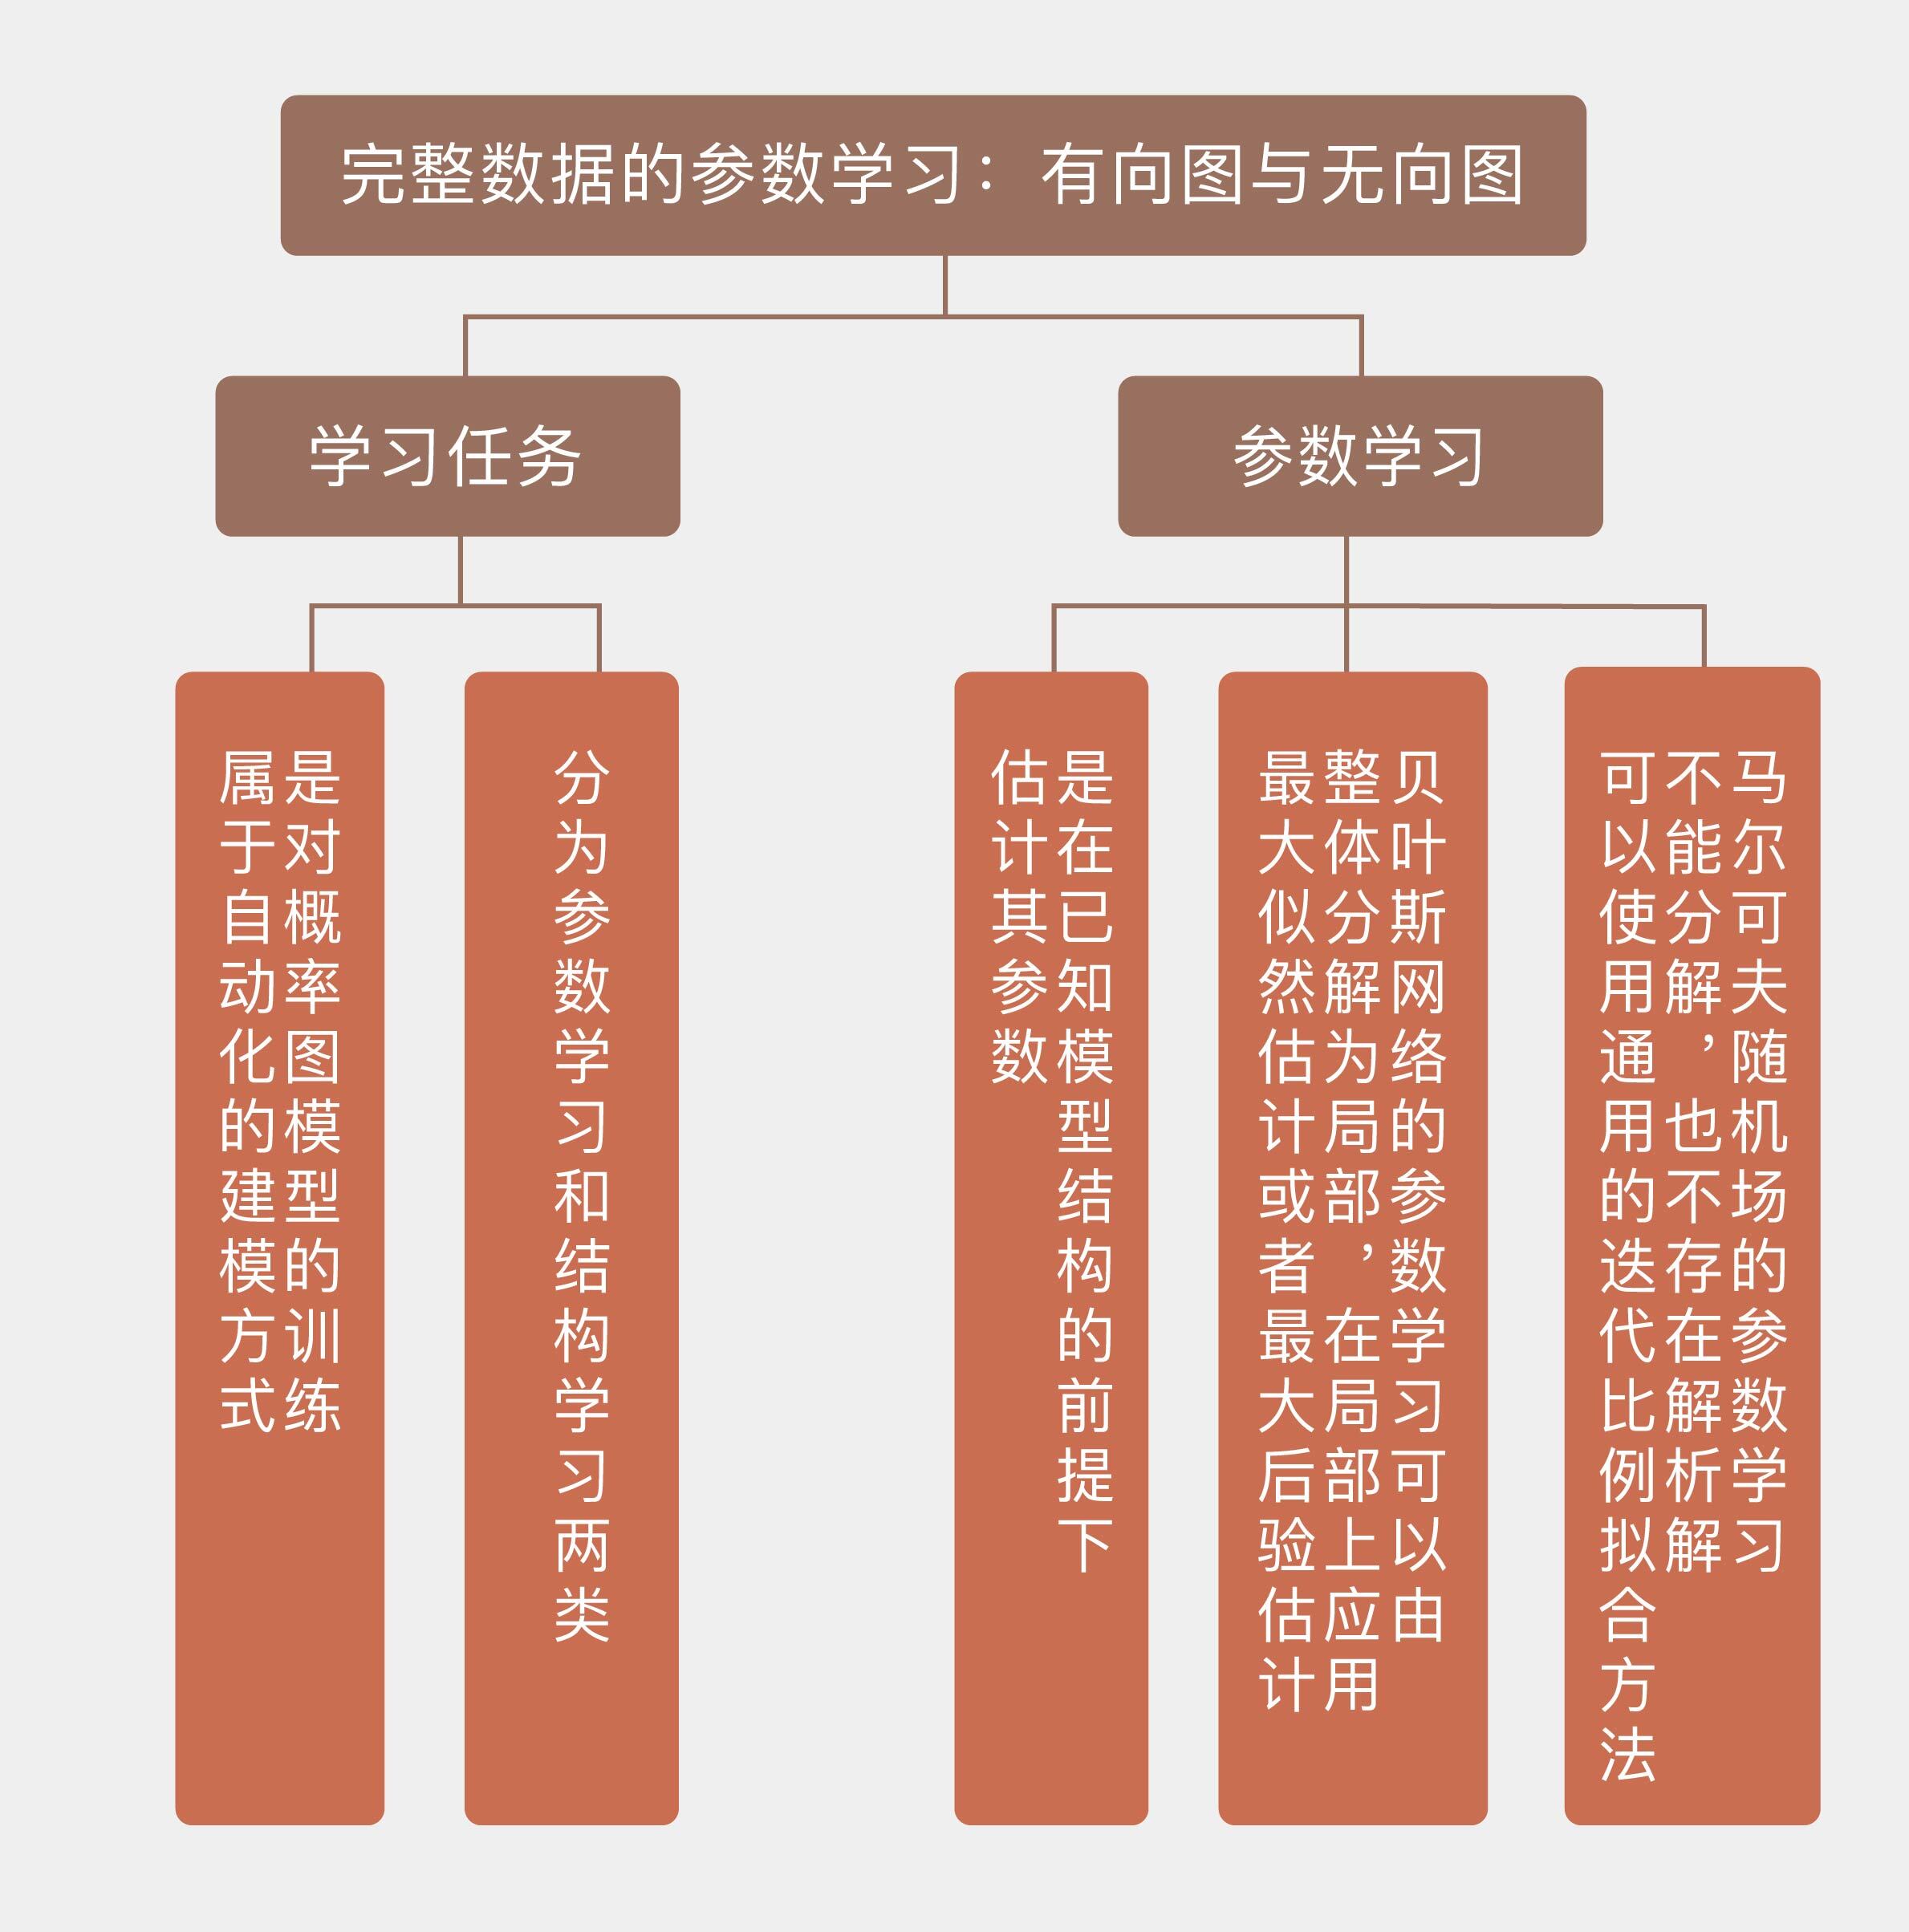 完整数据的参数学习：有向图与无向图
学习任务
参数学习
是对概率图模型的训练
属于自动化的建模方式
分为参数学习和结构学习两类
是在已知模型结构的前提下
估计其参数
贝叶斯网络的参数学习可以由
整体分解为局部，在局部上应用
最大似然估计或者最大后验估计
马尔可夫随机场的参数学习
不能分解，也不存在解析解
可以使用通用的迭代比例拟合方法